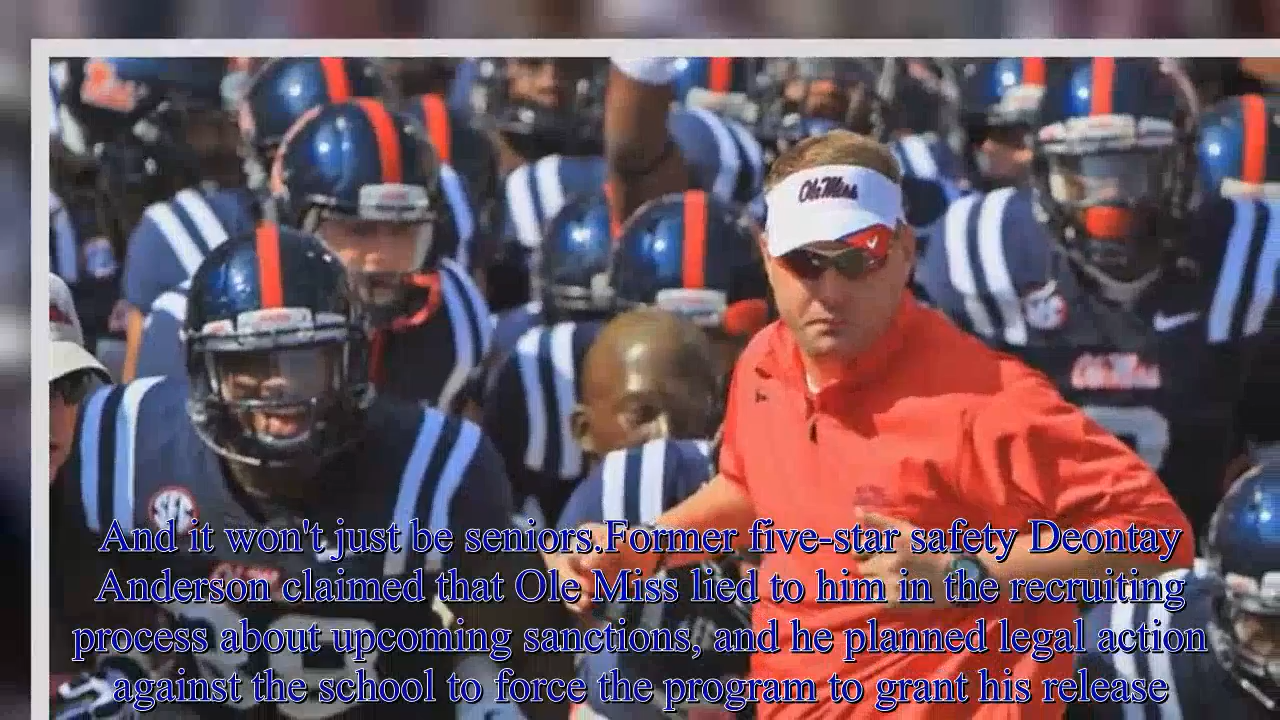 Ole Miss
SEC
Ole Miss
SEC
And it won't just be seniors.Former five-star safety Deontay
Anderson claimed that Ole Miss lied to him in the recruiting
process about upcoming sanctions, and he planned legal action
against the school to force the program to grant his release